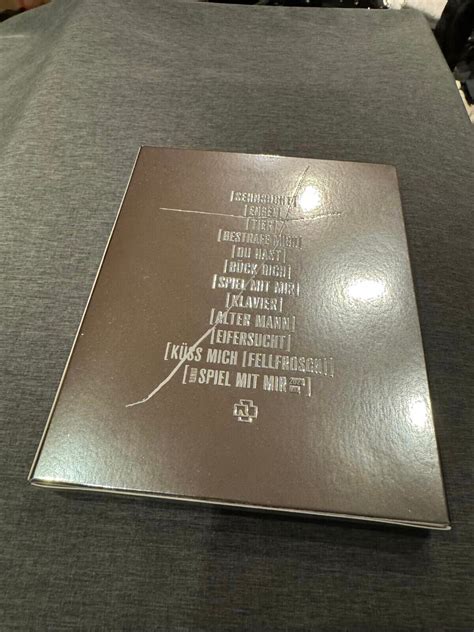 [SEHNSUCHT]
[ENGEL]
[TIER]
[BESTRAFE MICH]
[DU HAST]
[BÜCK DICH]
[SPIEL MIT MIR]
[KLAVIER]
[ALTER MANN]
[EIFERSUCHT]
[KÜSS MICH [FELLFROSCH]]
SPIEL MIT MIR